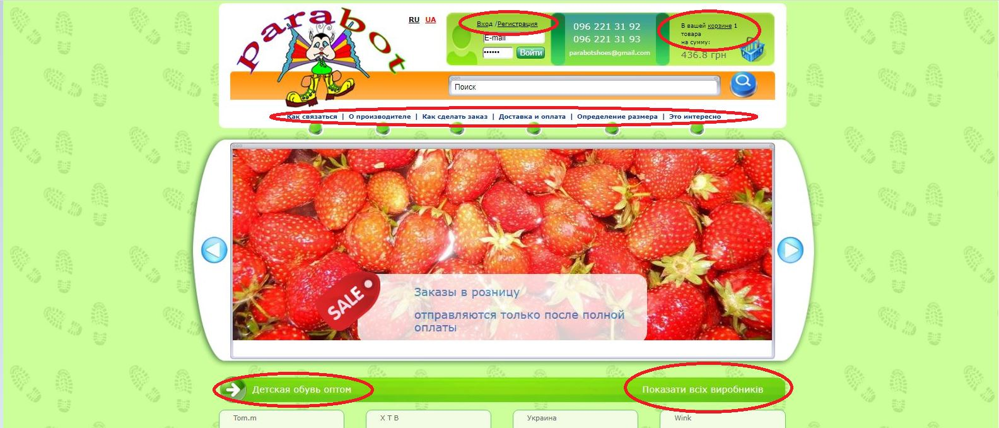 parabot
RU UA
Вход /Регистрация
E-mail
••••••
Войти
096 221 31 92
096 221 31 93
parabotshoes@gmail.com
В вашей корзине 1
товара
на сумму:
436.8 грн
Поиск
Как связаться | О производителе | Как сделать заказ | Доставка и оплата | Определение размера | Это интересно
SALE
Заказы в розницу
отправляются только после полной
оплаты
Детская обувь оптом
Показати всіх виробників
Tom.m
Х Т В
Украина
Wink